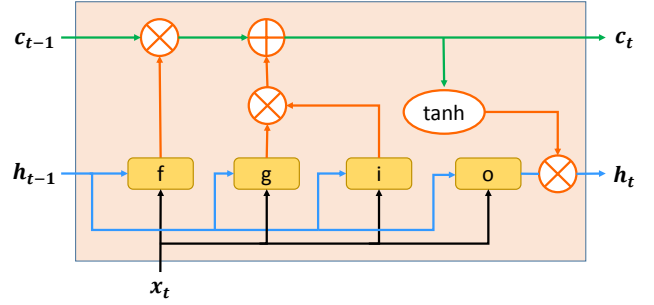 c_{t-1} c_t
tanh
h_{t-1} f g i o h_t
x_t